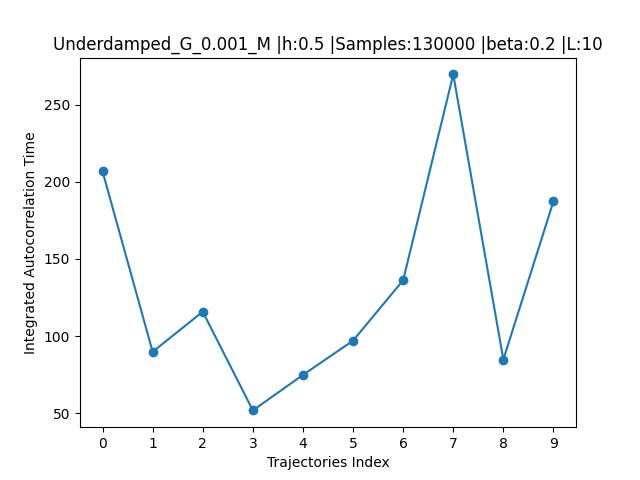 Underdamped_G_0.001_M |h:0.5 |Samples:130000 |beta:0.2 |L:10
Integrated Autocorrelation Time
250
200
150
100
50
0 1 2 3 4 5 6 7 8 9
Trajectories Index